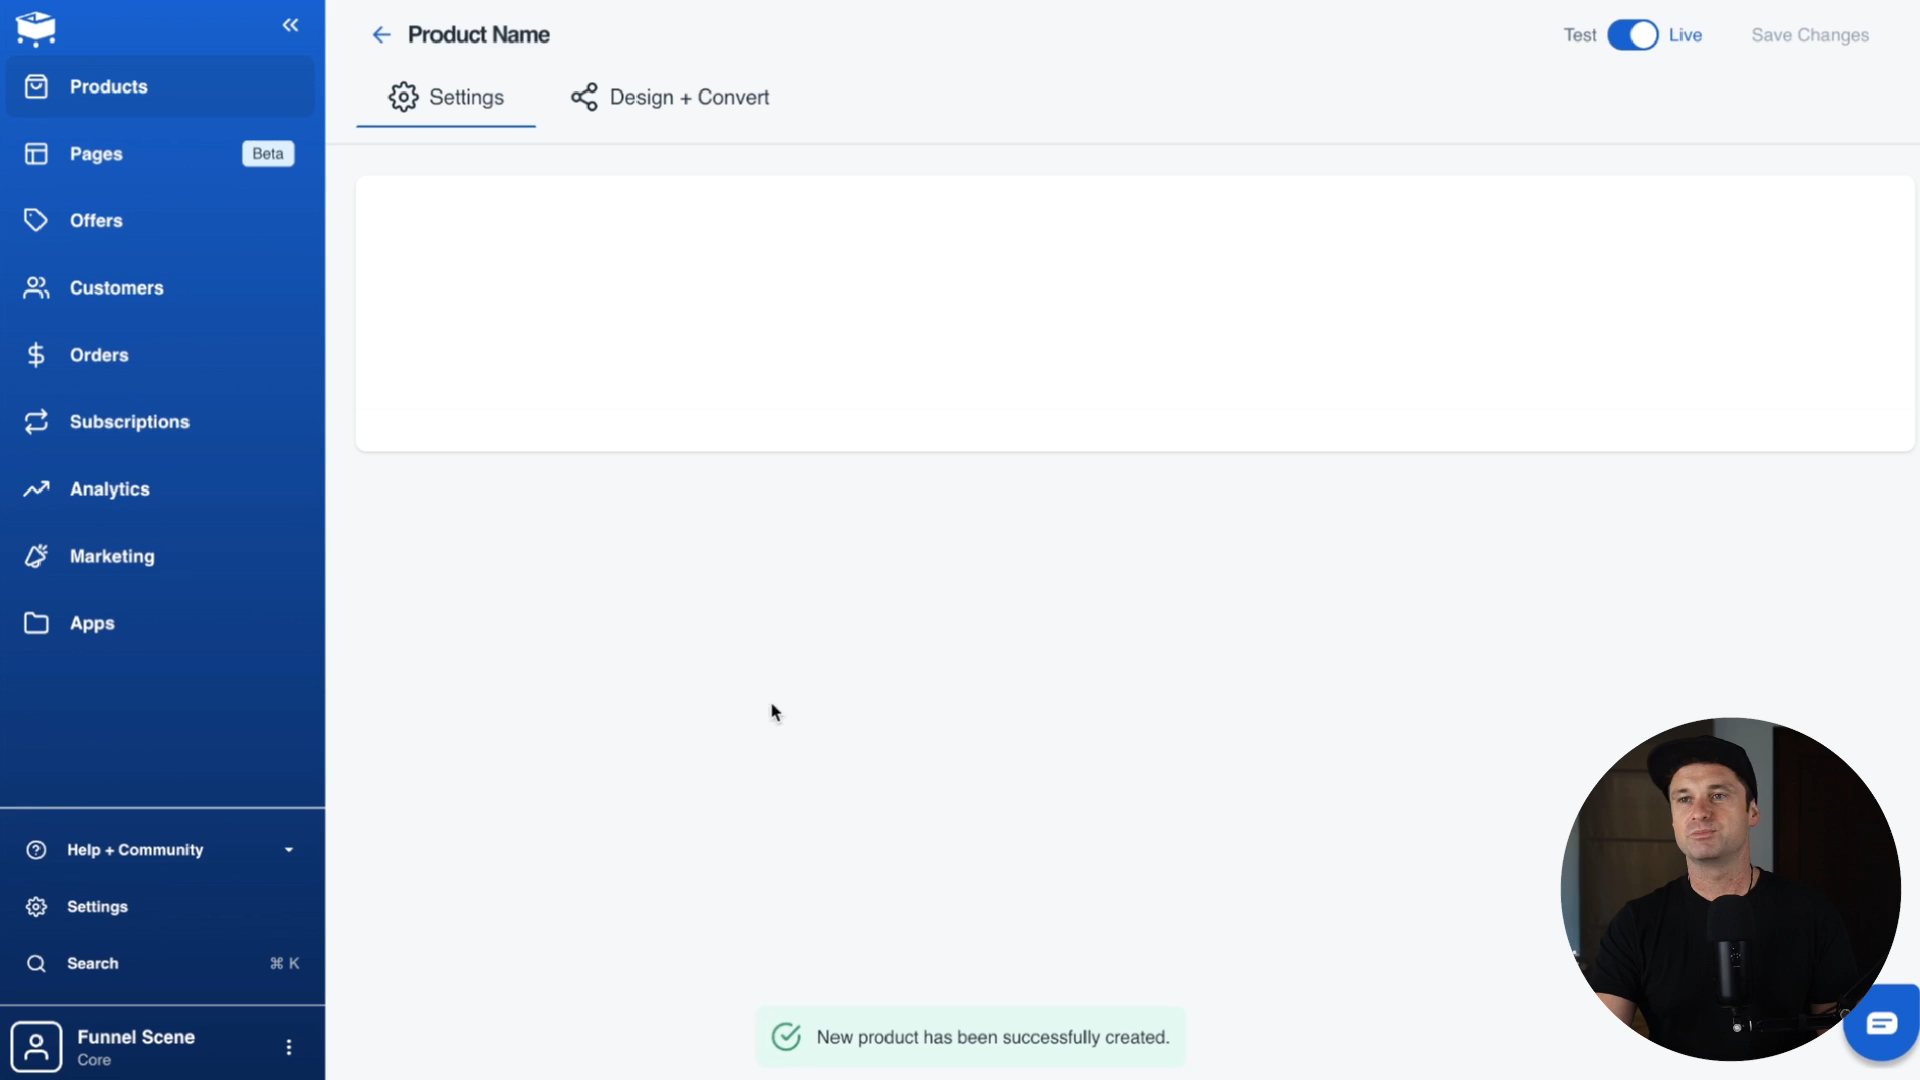 Products
Pages
Beta
Offers
Customers
Orders
Subscriptions
Analytics
Marketing
Apps
Help + Community
Settings
Search
⌘ K
Funnel Scene
Core
Product Name
Test
Live
Save Changes
Settings
Design + Convert
New product has been successfully created.